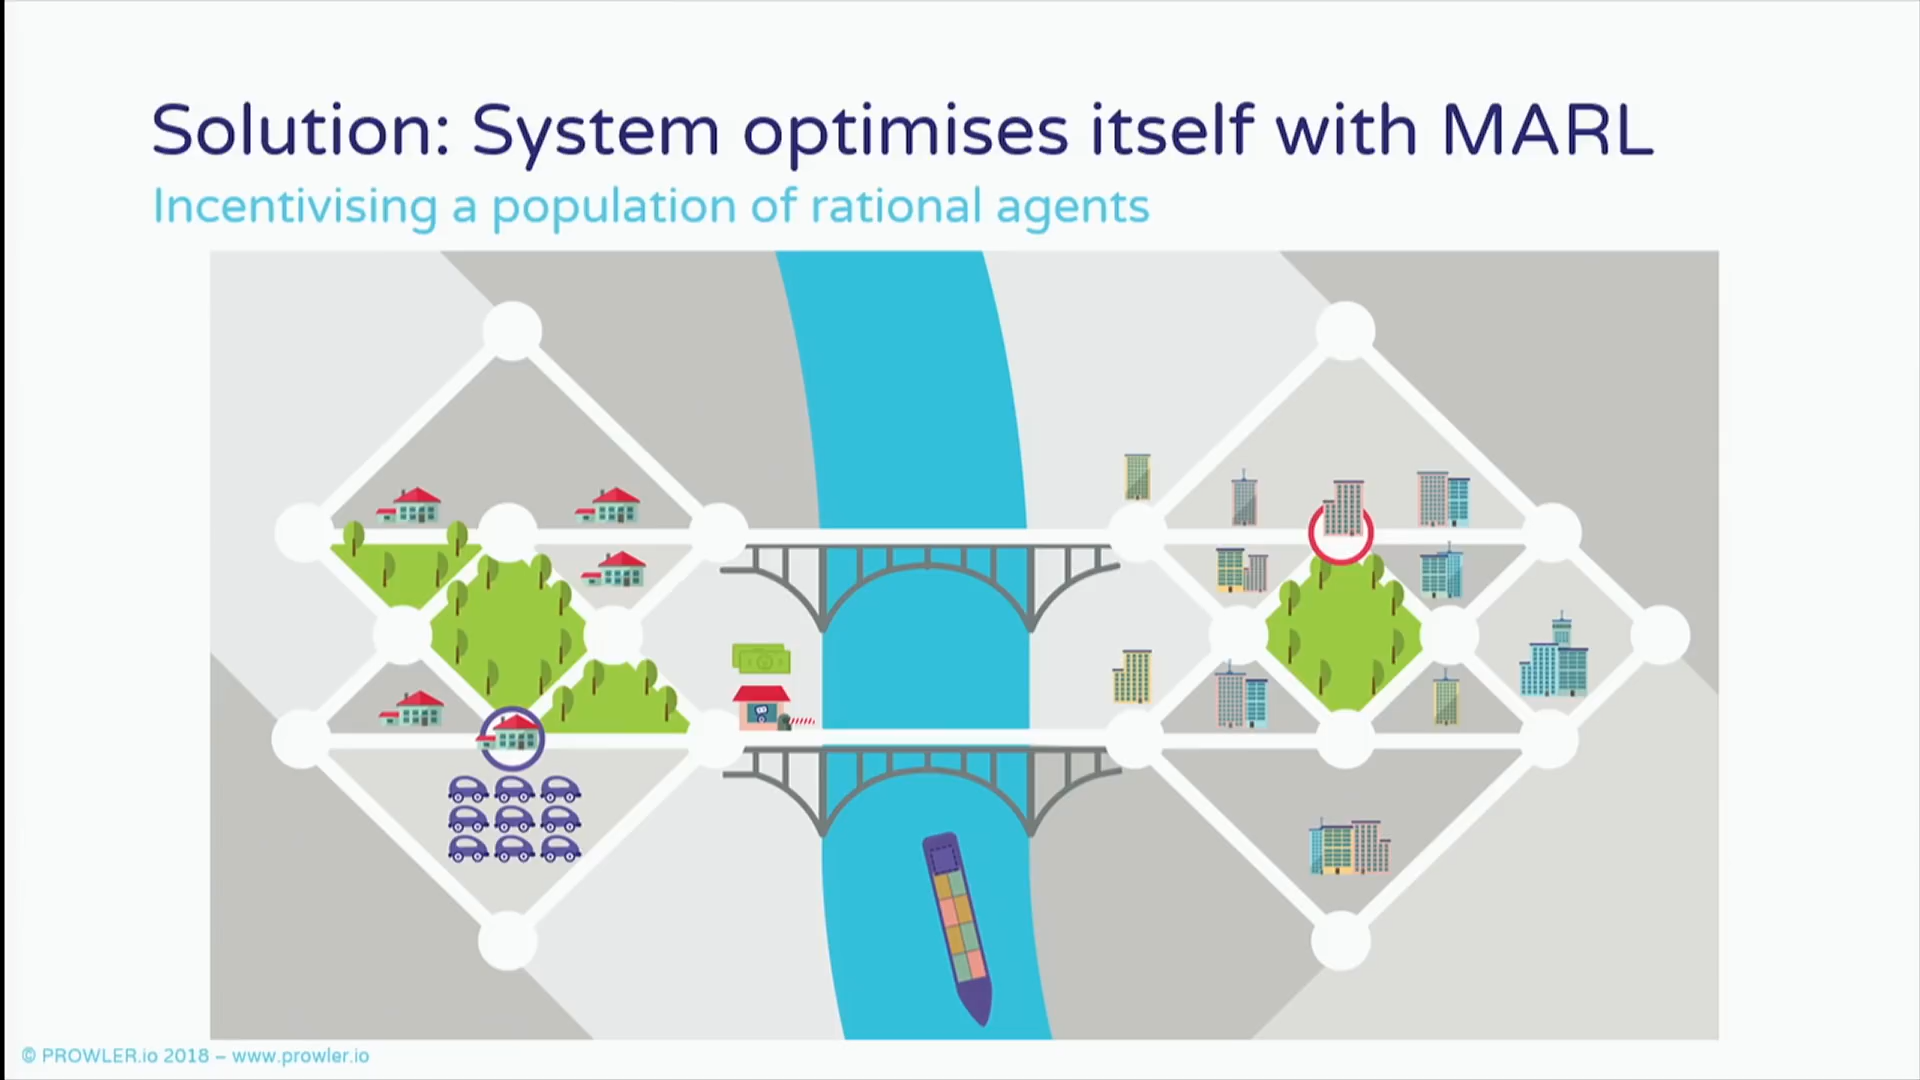 Solution: System optimises itself with MARL
Incentivising a population of rational agents
© PROWLER.io 2018 – www.prowler.io